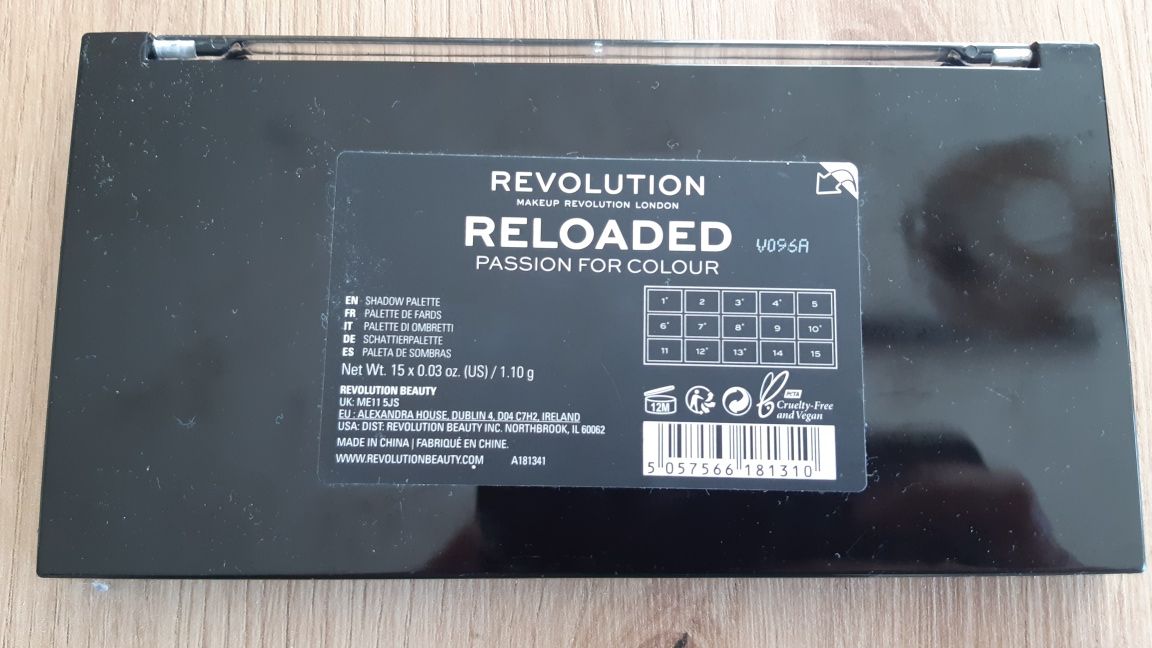 REVOLUTION
MAKEUP REVOLUTION LONDON
RELOADED
V096A
PASSION FOR COLOUR
EN SHADOW PALETTE
FR PALETTE DE FARDS
IT PALETTE DI OMBRETTI
DE SCHATTIERPALETTE
ES PALETA DE SOMBRAS
Net Wt. 15 x 0.03 oz. (US) / 1.10 g
REVOLUTION BEAUTY
UK: ME11 5JS
EU: ALEXANDRA HOUSE, DUBLIN 4, D04 C7H2, IRELAND
USA: DIST: REVOLUTION BEAUTY INC. NORTHBROOK, IL 60062
MADE IN CHINA | FABRIQUÉ EN CHINE.
WWW.REVOLUTIONBEAUTY.COM A181341
1* 2 3* 4* 5
6* 7* 8* 9 10*
11 12* 13* 14 15
12M
PETA
Cruelty-Free
and Vegan
5 057566 181310